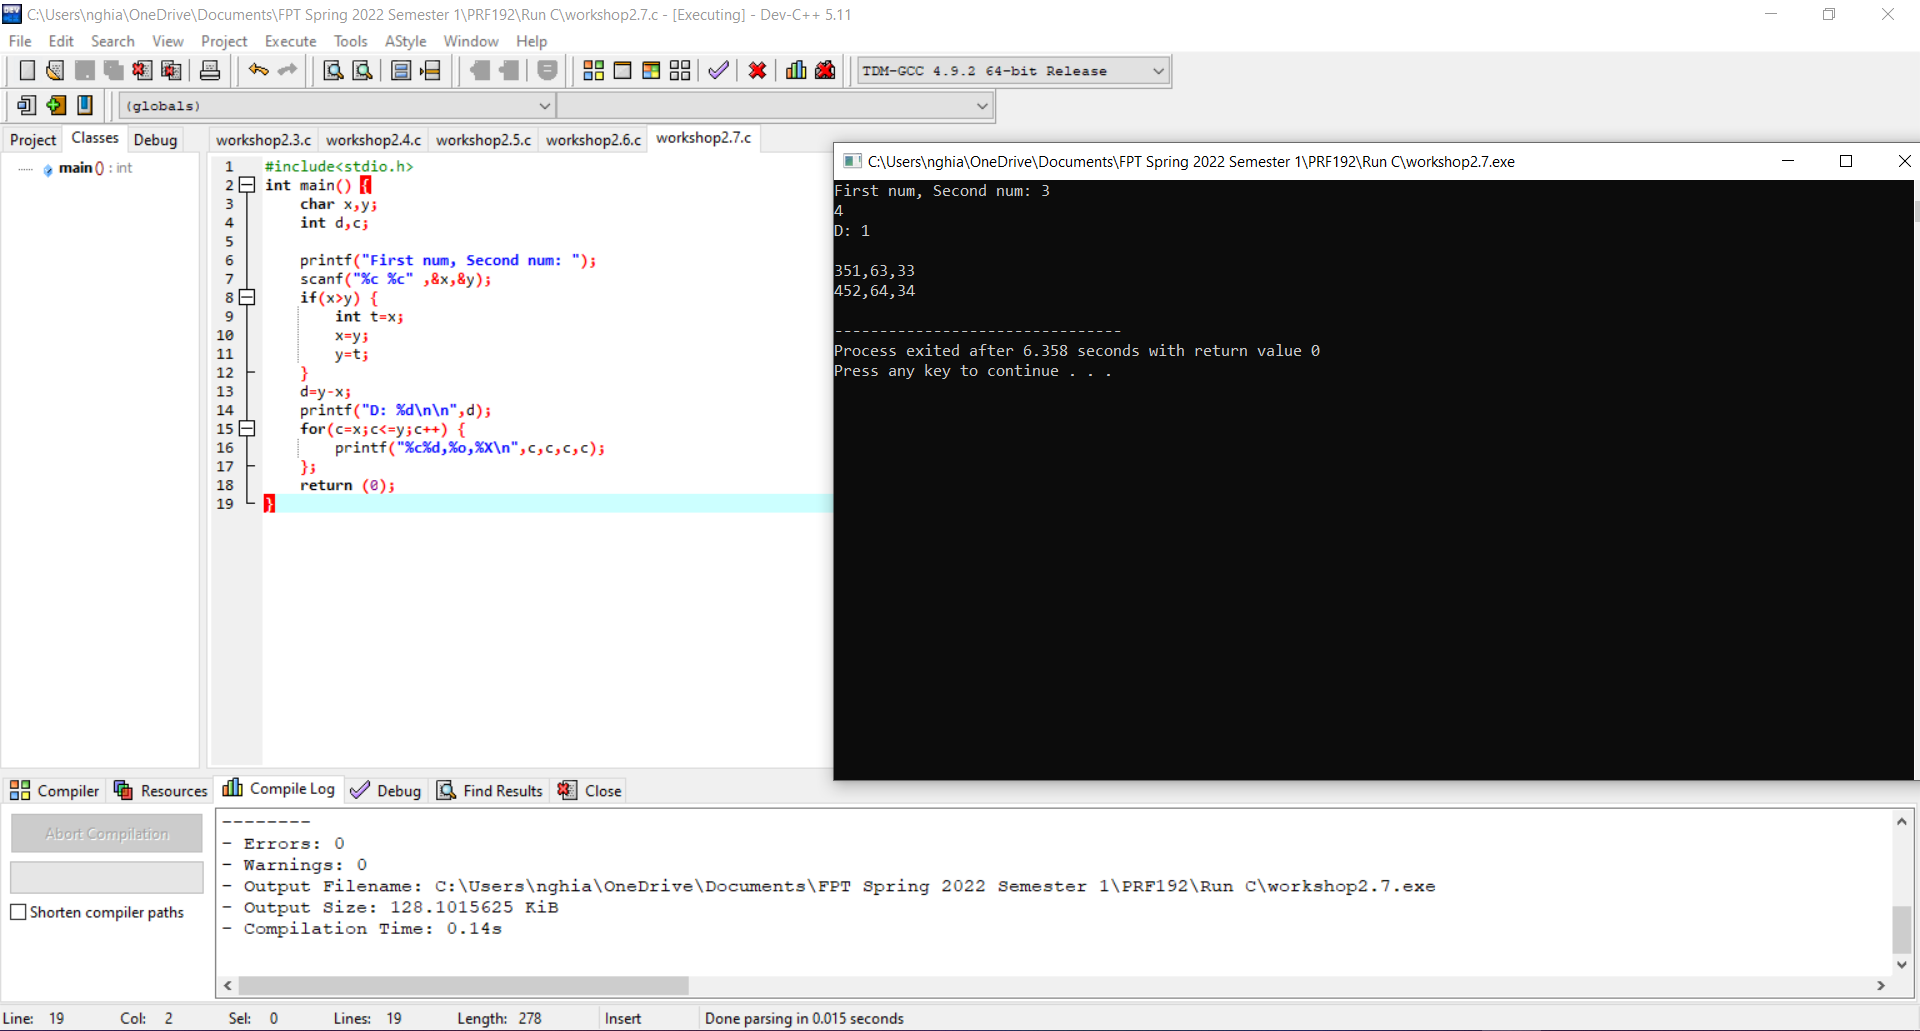 C:\Users\nghia\OneDrive\Documents\FPT Spring 2022 Semester 1\PRF192\Run C\workshop2.7.c - [Executing] - Dev-C++ 5.11
File Edit Search View Project Execute Tools AStyle Window Help
TDM-GCC 4.9.2 64-bit Release
(globals)
Project Classes Debug
workshop2.3.c workshop2.4.c workshop2.5.c workshop2.6.c workshop2.7.c
main () : int
1 #include<stdio.h>
2 int main() {
3 char x,y;
4 int d,c;
5
6 printf("First num, Second num: ");
7 scanf("%c %c" ,&x,&y);
8 if(x>y) {
9 int t=x;
10 x=y;
11 y=t;
12 }
13 d=y-x;
14 printf("D: %d\n\n",d);
15 for(c=x;c<=y;c++) {
16 printf("%c%d,%o,%X\n",c,c,c,c);
17 };
18 return (0);
19 }
C:\Users\nghia\OneDrive\Documents\FPT Spring 2022 Semester 1\PRF192\Run C\workshop2.7.exe
First num, Second num: 3
4
D: 1
351,63,33
452,64,34
--------------------------------
Process exited after 6.358 seconds with return value 0
Press any key to continue . . .
Compiler Resources Compile Log Debug Find Results Close
Abort Compilation
Shorten compiler paths
--------
- Errors: 0
- Warnings: 0
- Output Filename: C:\Users\nghia\OneDrive\Documents\FPT Spring 2022 Semester 1\PRF192\Run C\workshop2.7.exe
- Output Size: 128.1015625 KiB
- Compilation Time: 0.14s
Line: 19 Col: 2 Sel: 0 Lines: 19 Length: 278 Insert Done parsing in 0.015 seconds